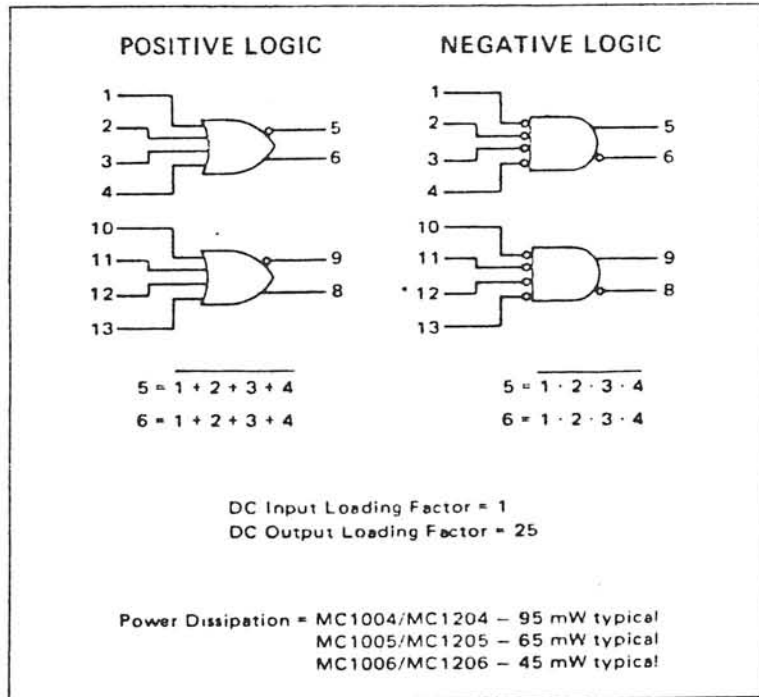 POSITIVE LOGIC
NEGATIVE LOGIC
1
2
3
4
5
6
1
2
3
4
5
6
10
11
12
13
9
8
10
11
12
13
9
8
5 = 1 + 2 + 3 + 4
6 = 1 + 2 + 3 + 4
5 = 1 · 2 · 3 · 4
6 = 1 · 2 · 3 · 4
DC Input Loading Factor = 1
DC Output Loading Factor = 25
Power Dissipation = MC1004/MC1204 – 95 mW typical
MC1005/MC1205 – 65 mW typical
MC1006/MC1206 – 45 mW typical